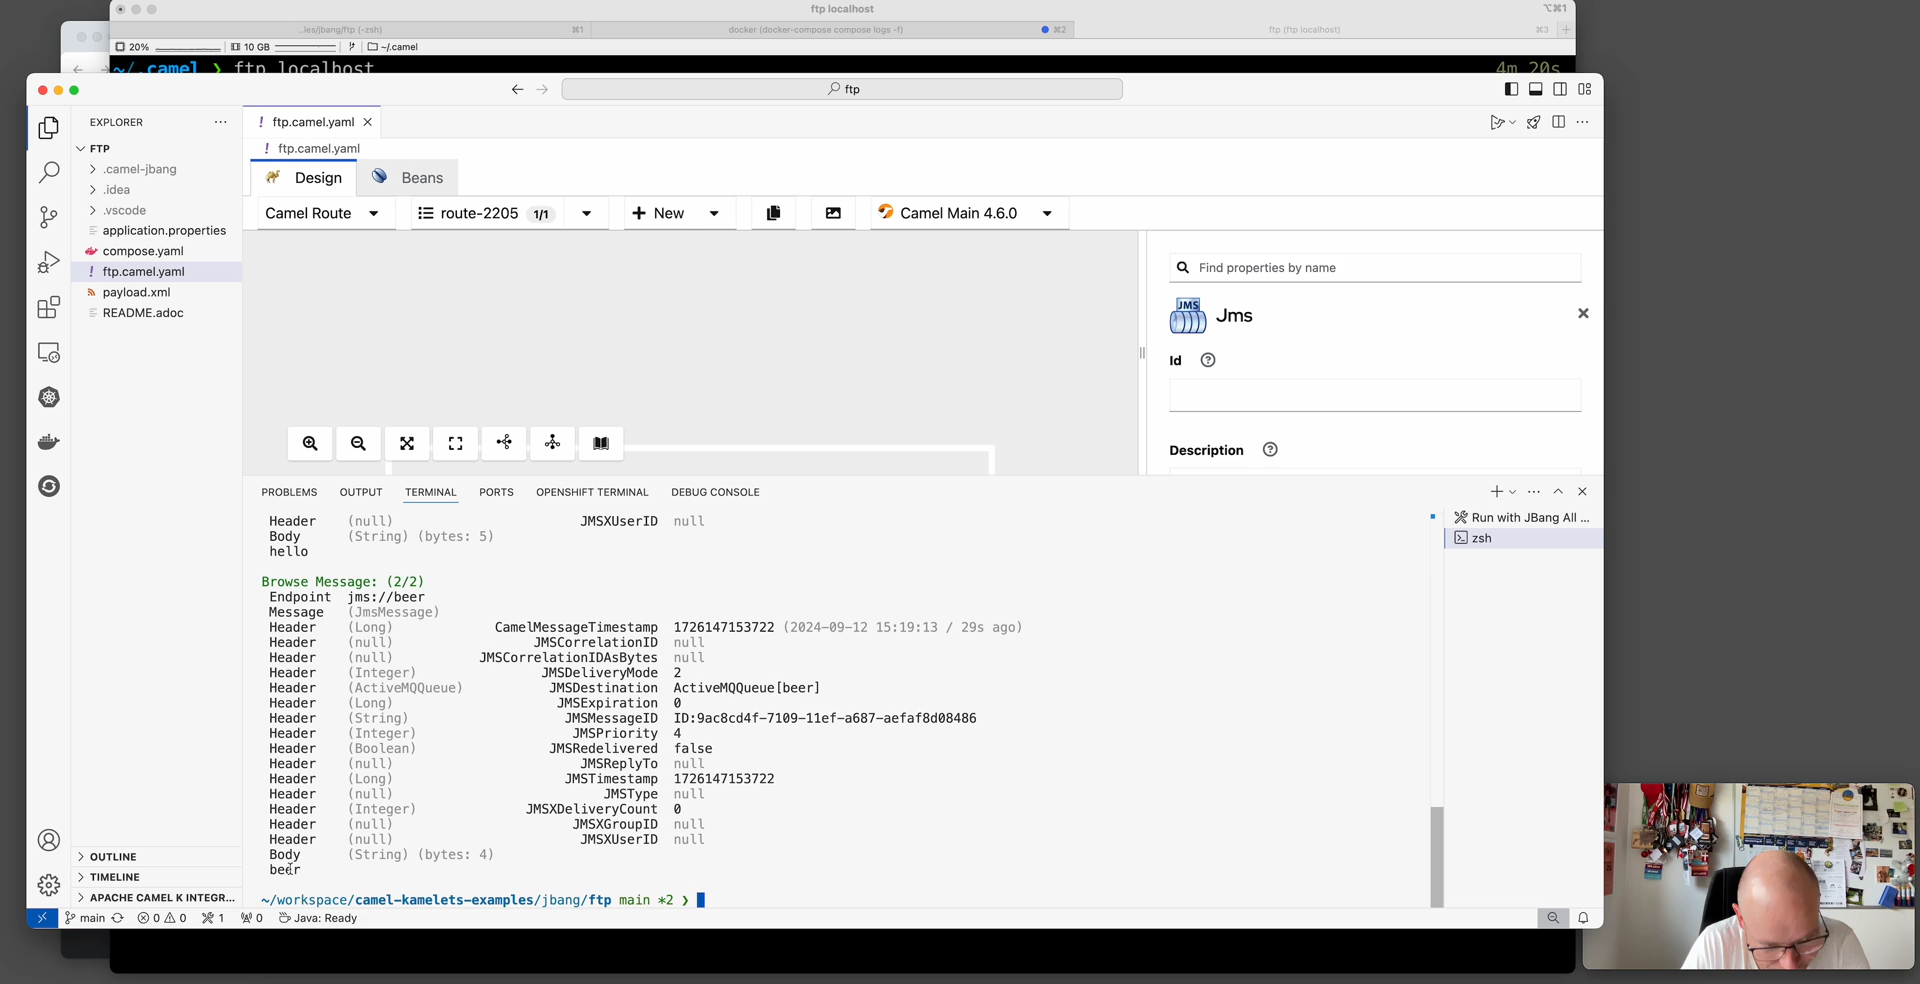 ftp localhost
⌥⌘1
...les/jbang/ftp (-zsh)
⌘1
docker (docker-compose compose logs -f)
⌘2
ftp (ftp localhost)
⌘3
20%
10 GB
~/.camel
~/.camel ❯ ftp localhost
4m 20s
ftp
EXPLORER
FTP
.camel-jbang
.idea
.vscode
application.properties
compose.yaml
ftp.camel.yaml
payload.xml
README.adoc
OUTLINE
TIMELINE
APACHE CAMEL K INTEGR...
! ftp.camel.yaml
! ftp.camel.yaml
Design
Beans
Camel Route
route-2205 1/1
New
Camel Main 4.6.0
Find properties by name
JMS
Jms
Id
Description
PROBLEMS OUTPUT TERMINAL PORTS OPENSHIFT TERMINAL DEBUG CONSOLE
Run with JBang All ...
zsh
Header (null) JMSXUserID null
Body (String) (bytes: 5)
hello
Browse Message: (2/2)
Endpoint jms://beer
Message (JmsMessage)
Header (Long) CamelMessageTimestamp 1726147153722 (2024-09-12 15:19:13 / 29s ago)
Header (null) JMSCorrelationID null
Header (null) JMSCorrelationIDAsBytes null
Header (Integer) JMSDeliveryMode 2
Header (ActiveMQQueue) JMSDestination ActiveMQQueue[beer]
Header (Long) JMSExpiration 0
Header (String) JMSMessageID ID:9ac8cd4f-7109-11ef-a687-aefaf8d08486
Header (Integer) JMSPriority 4
Header (Boolean) JMSRedelivered false
Header (null) JMSReplyTo null
Header (Long) JMSTimestamp 1726147153722
Header (null) JMSType null
Header (Integer) JMSXDeliveryCount 0
Header (null) JMSXGroupID null
Header (null) JMSXUserID null
Body (String) (bytes: 4)
beer
~/workspace/camel-kamelets-examples/jbang/ftp main *2 ❯
main 0 0 1 0 Java: Ready